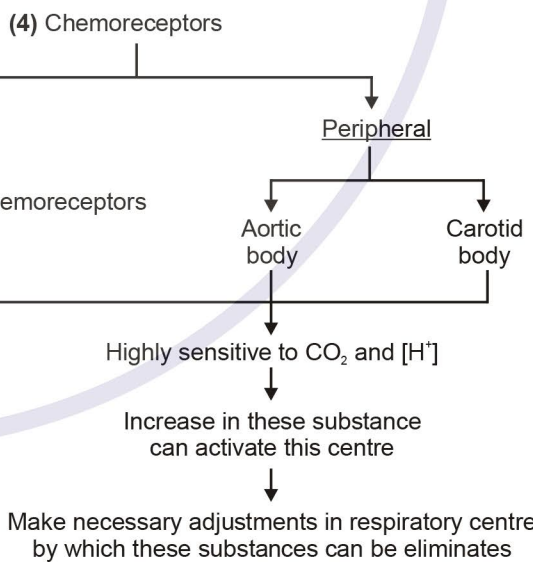 (4) Chemoreceptors
Peripheral
emoreceptors
Aortic
body
Carotid
body
Highly sensitive to CO₂ and [H⁺]
Increase in these substance
can activate this centre
Make necessary adjustments in respiratory centre
by which these substances can be eliminates